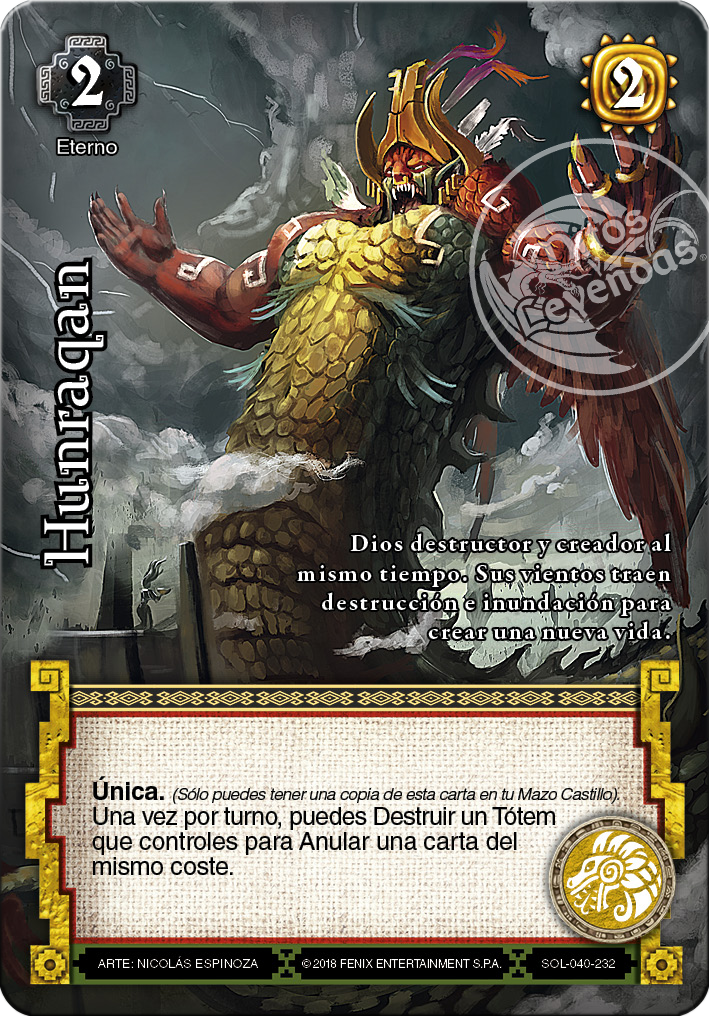 2
2
Eterno
Mitos
y
Leyendas
Hunraqan
Dios destructor y creador al
mismo tiempo. Sus vientos traen
destrucción e inundación para
crear una nueva vida.
Única. (Sólo puedes tener una copia de esta carta en tu Mazo Castillo).
Una vez por turno, puedes Destruir un Tótem
que controles para Anular una carta del
mismo coste.
ARTE: NICOLÁS ESPINOZA
©2018 FENIX ENTERTAINMENT S.P.A.
SOL-040-232